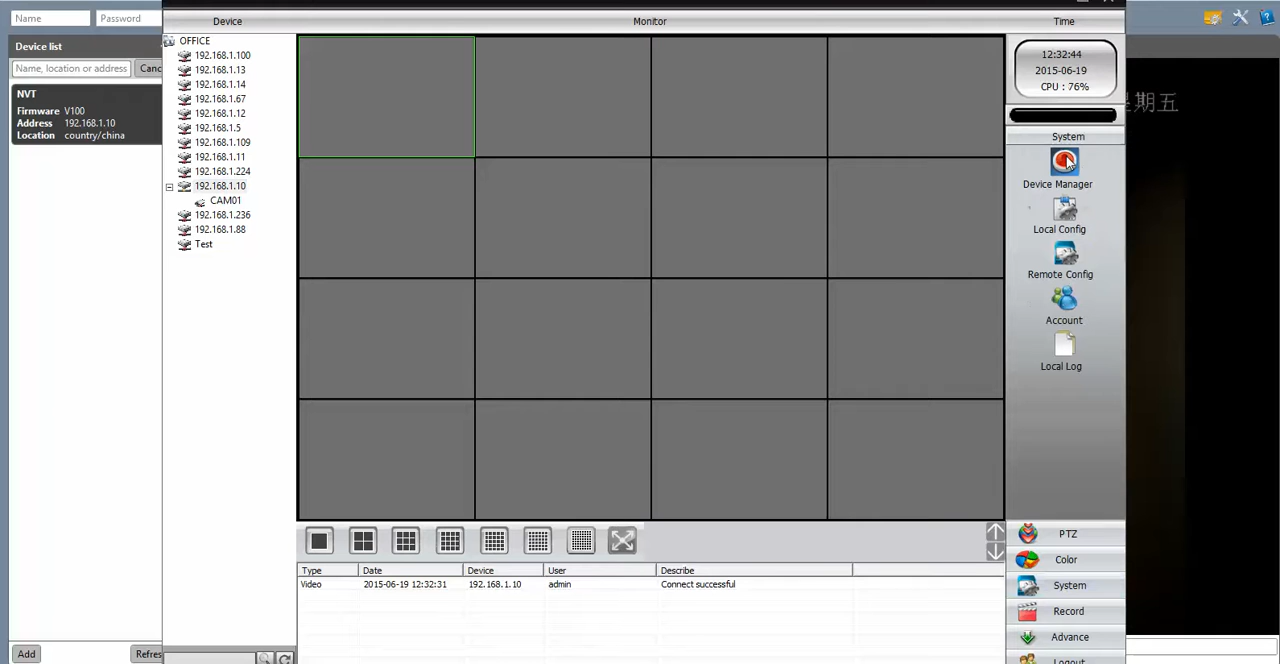 Name
Password
Device list
Name, location or address
Canc
NVT
Firmware V100
Address 192.168.1.10
Location country/china
Add
Refres
Device
OFFICE
192.168.1.100
192.168.1.13
192.168.1.14
192.168.1.67
192.168.1.12
192.168.1.5
192.168.1.109
192.168.1.11
192.168.1.224
192.168.1.10
CAM01
192.168.1.236
192.168.1.88
Test
Monitor
Type Date Device User Describe
Video 2015-06-19 12:32:31 192.168.1.10 admin Connect successful
Time
12:32:44
2015-06-19
CPU : 76%
System
Device Manager
Local Config
Remote Config
Account
Local Log
PTZ
Color
System
Record
Advance
Logout
期五